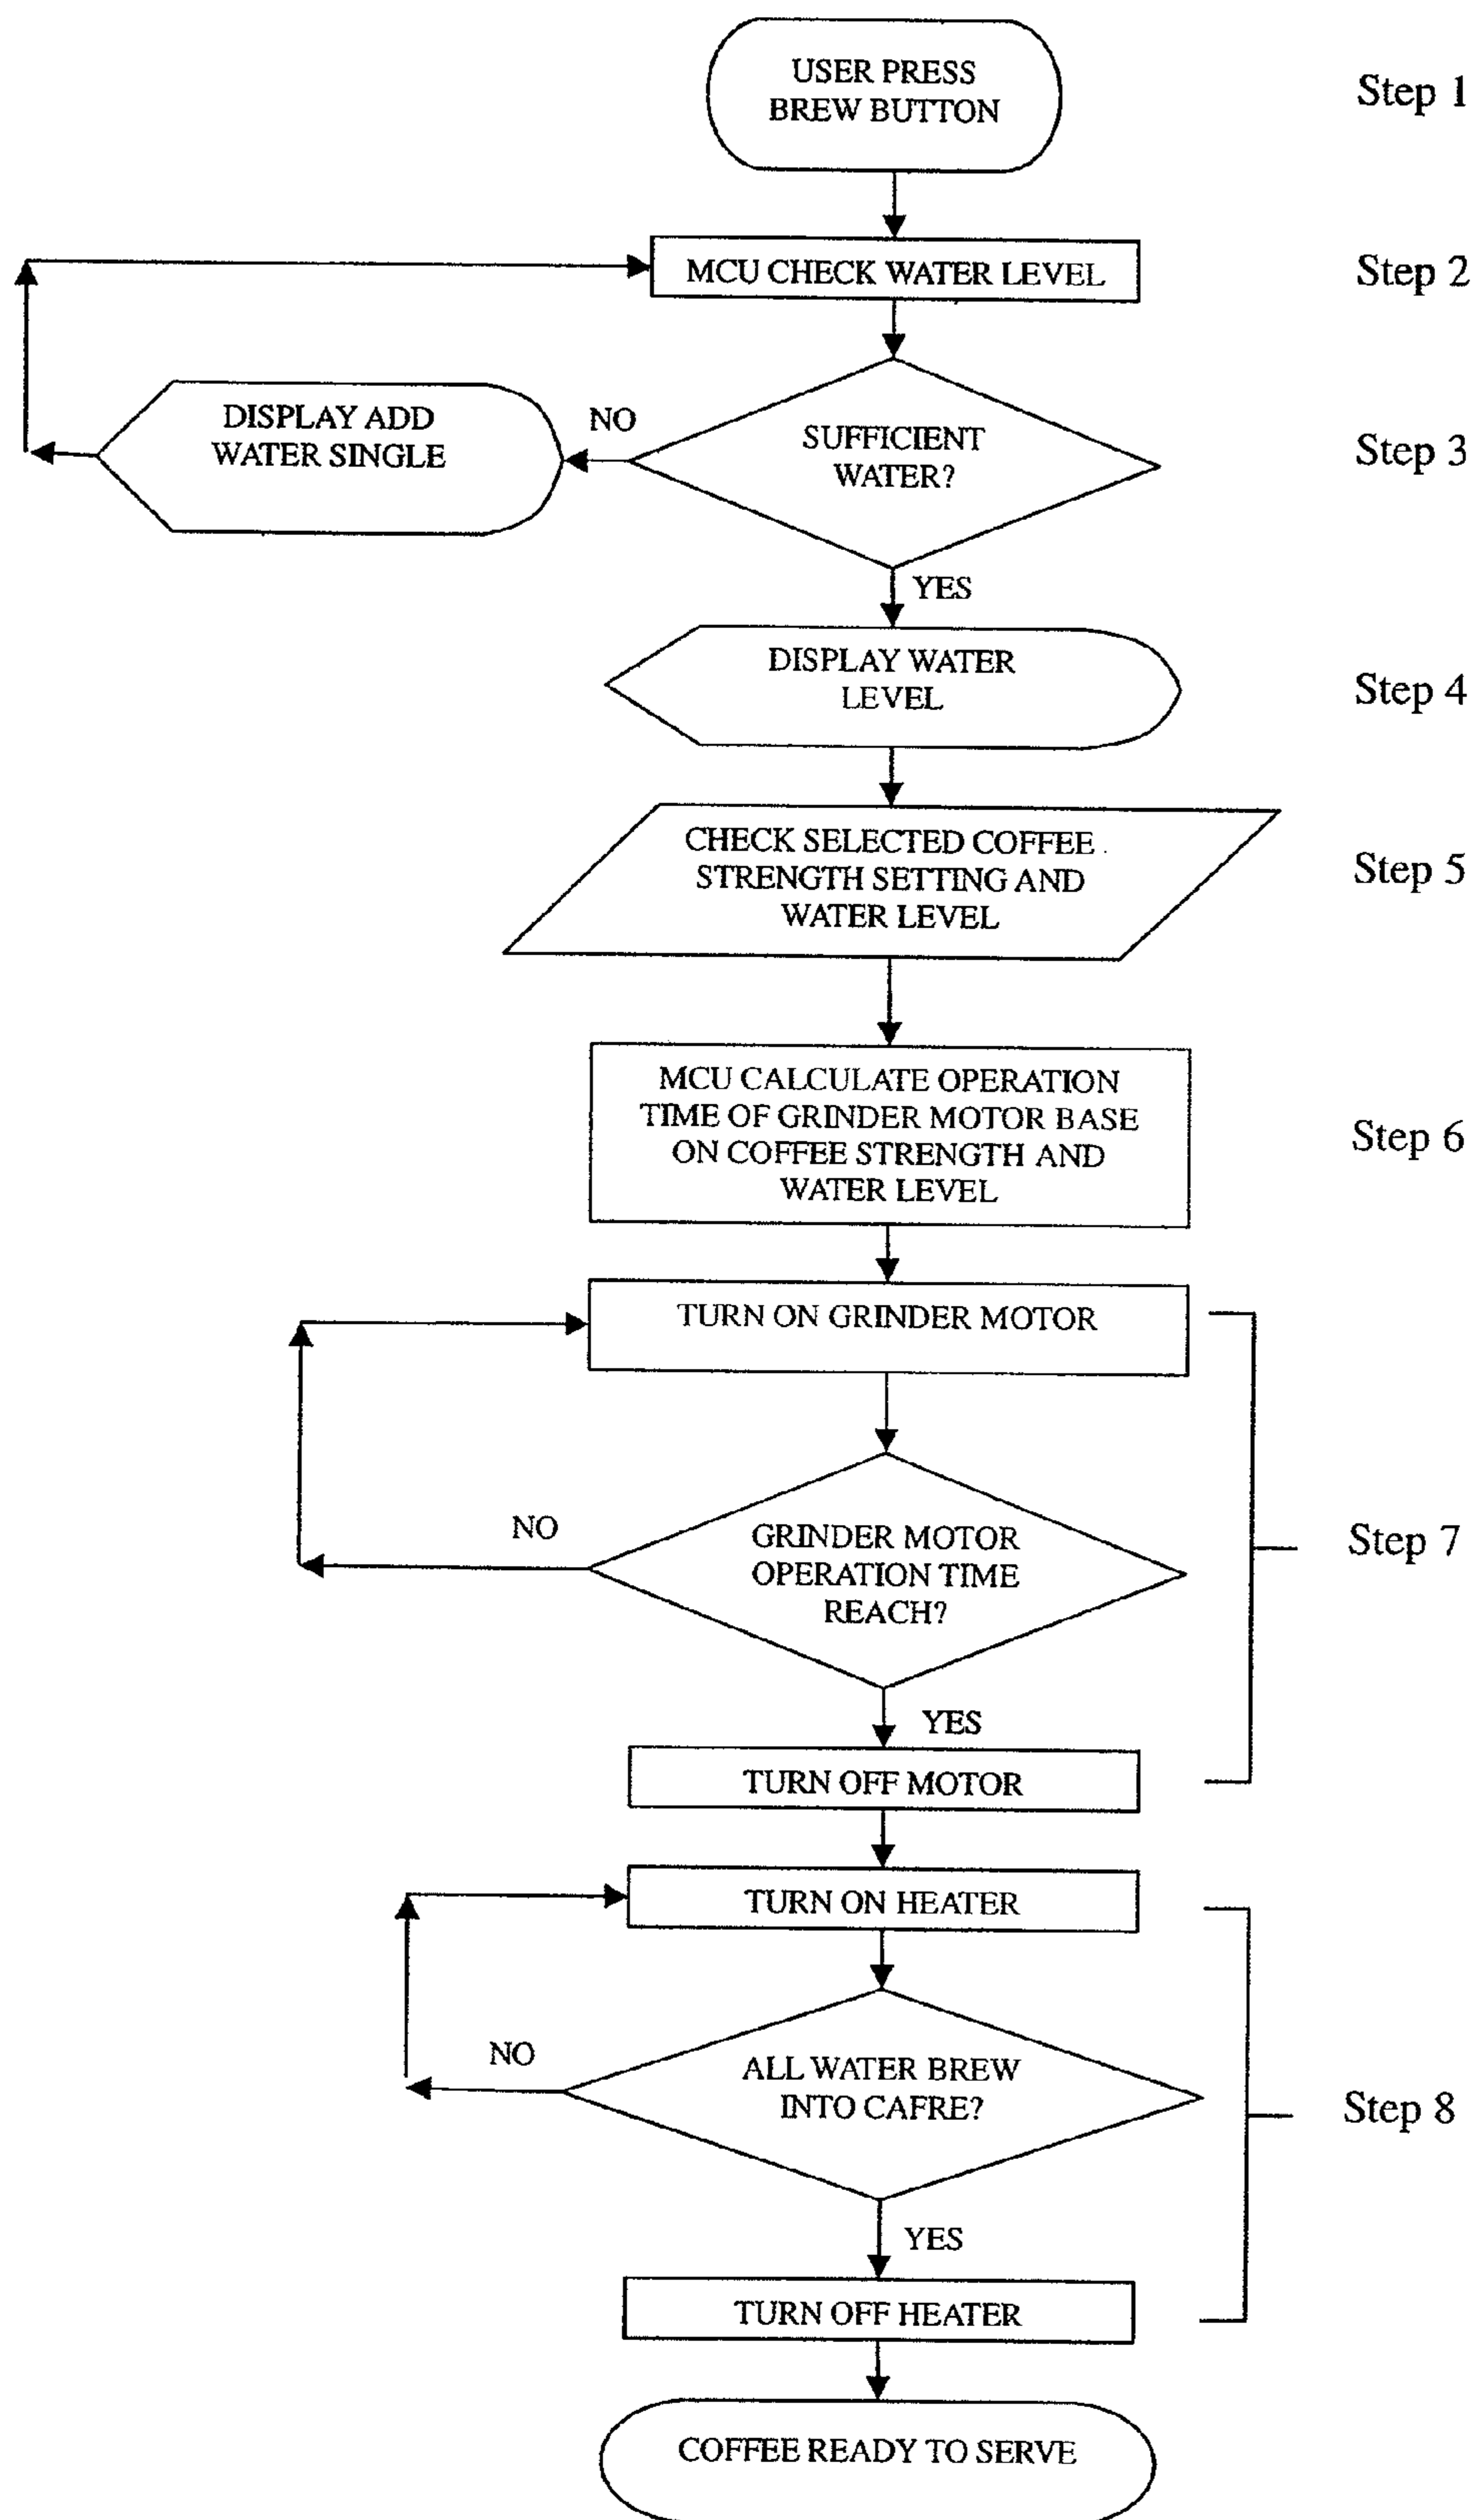 USER PRESS
BREW BUTTON
Step 1
MCU CHECK WATER LEVEL
Step 2
DISPLAY ADD
WATER SINGLE
NO
SUFFICIENT
WATER?
Step 3
YES
DISPLAY WATER
LEVEL
Step 4
CHECK SELECTED COFFEE
STRENGTH SETTING AND
WATER LEVEL
Step 5
MCU CALCULATE OPERATION
TIME OF GRINDER MOTOR BASE
ON COFFEE STRENGTH AND
WATER LEVEL
Step 6
TURN ON GRINDER MOTOR
NO
GRINDER MOTOR
OPERATION TIME
REACH?
Step 7
YES
TURN OFF MOTOR
TURN ON HEATER
NO
ALL WATER BREW
INTO CAFRE?
Step 8
YES
TURN OFF HEATER
COFFEE READY TO SERVE